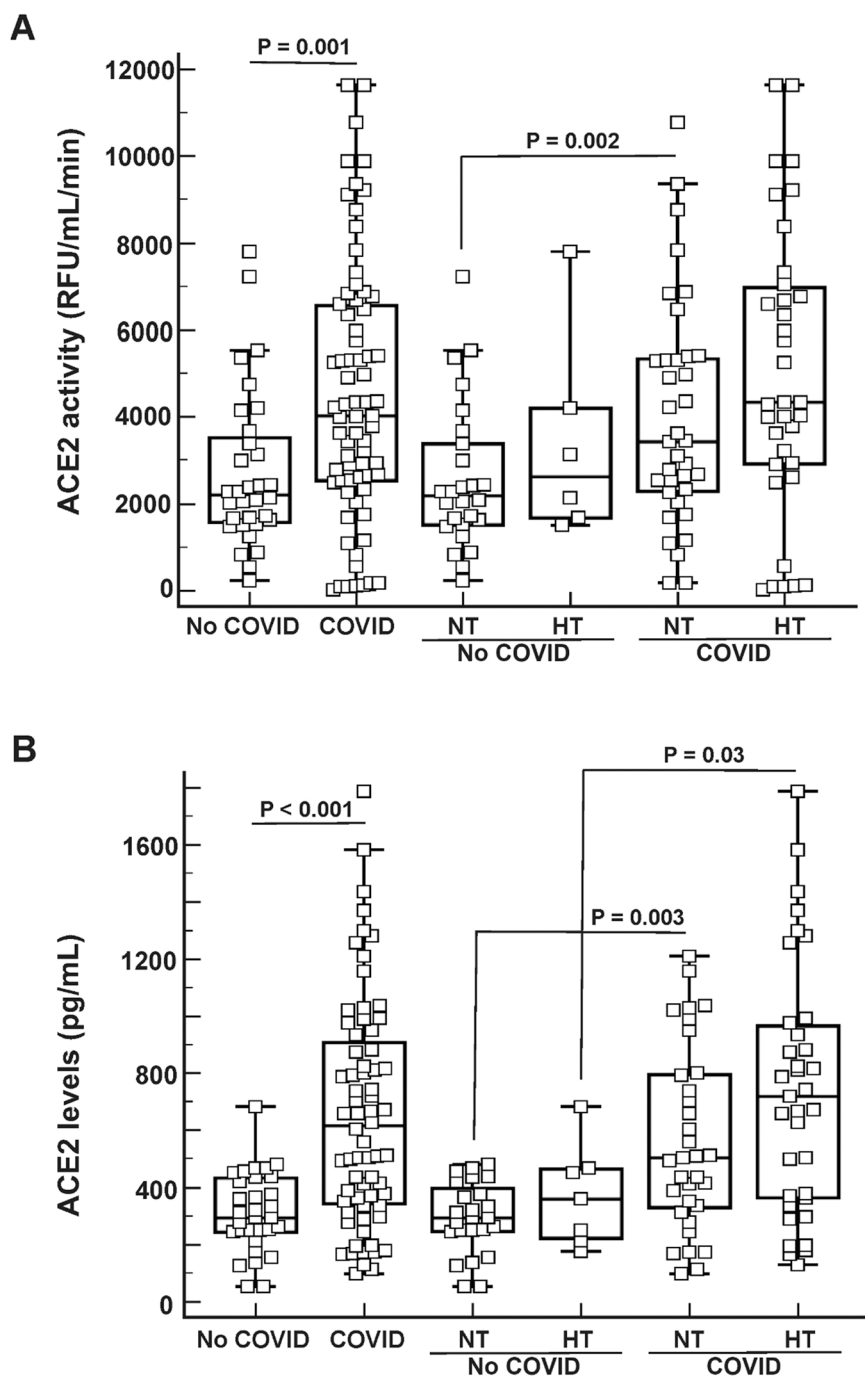 A
P = 0.001
P = 0.002
ACE2 activity (RFU/mL/min)
12000
10000
8000
6000
4000
2000
0
No COVID COVID NT HT NT HT
No COVID COVID
B
P = 0.03
P < 0.001
P = 0.003
ACE2 levels (pg/mL)
1600
1200
800
400
0
No COVID COVID NT HT NT HT
No COVID COVID